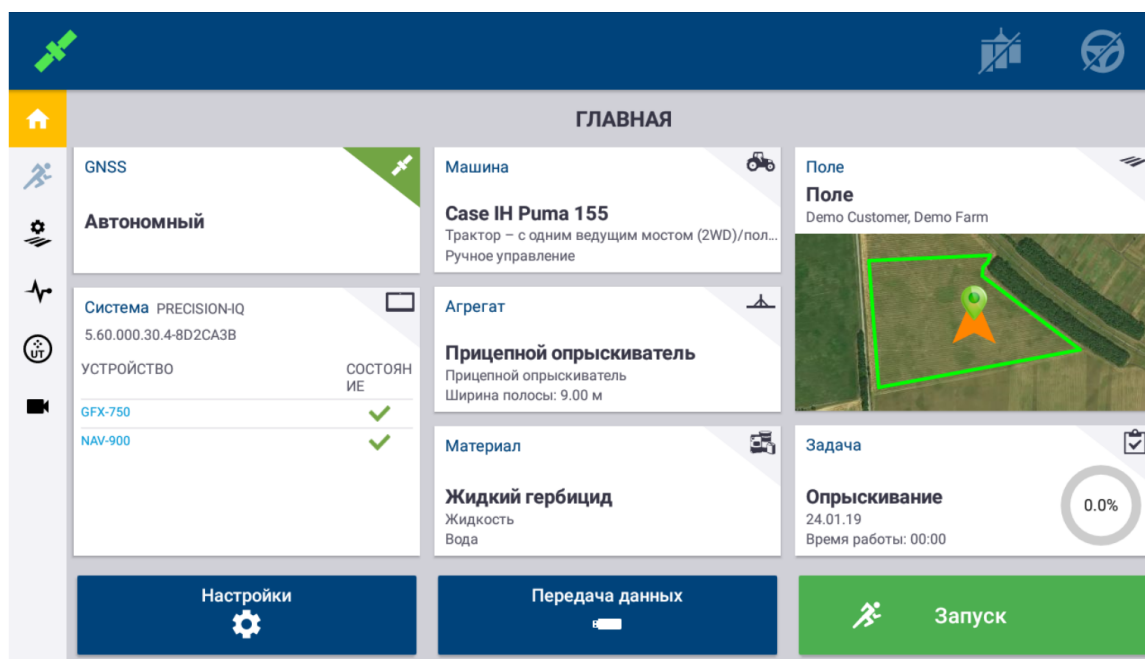 ГЛАВНАЯ
GNSS
Автономный
Система PRECISION-IQ
5.60.000.30.4-8D2CA3B
УСТРОЙСТВО СОСТОЯН
ИЕ
GFX-750
NAV-900
Машина
Case IH Puma 155
Трактор – с одним ведущим мостом (2WD)/пол...
Ручное управление
Агрегат
Прицепной опрыскиватель
Прицепной опрыскиватель
Ширина полосы: 9.00 м
Материал
Жидкий гербицид
Жидкость
Вода
Поле
Поле
Demo Customer, Demo Farm
Задача
Опрыскивание
24.01.19
Время работы: 00:00
0.0%
UT
Настройки
Передача данных
Запуск